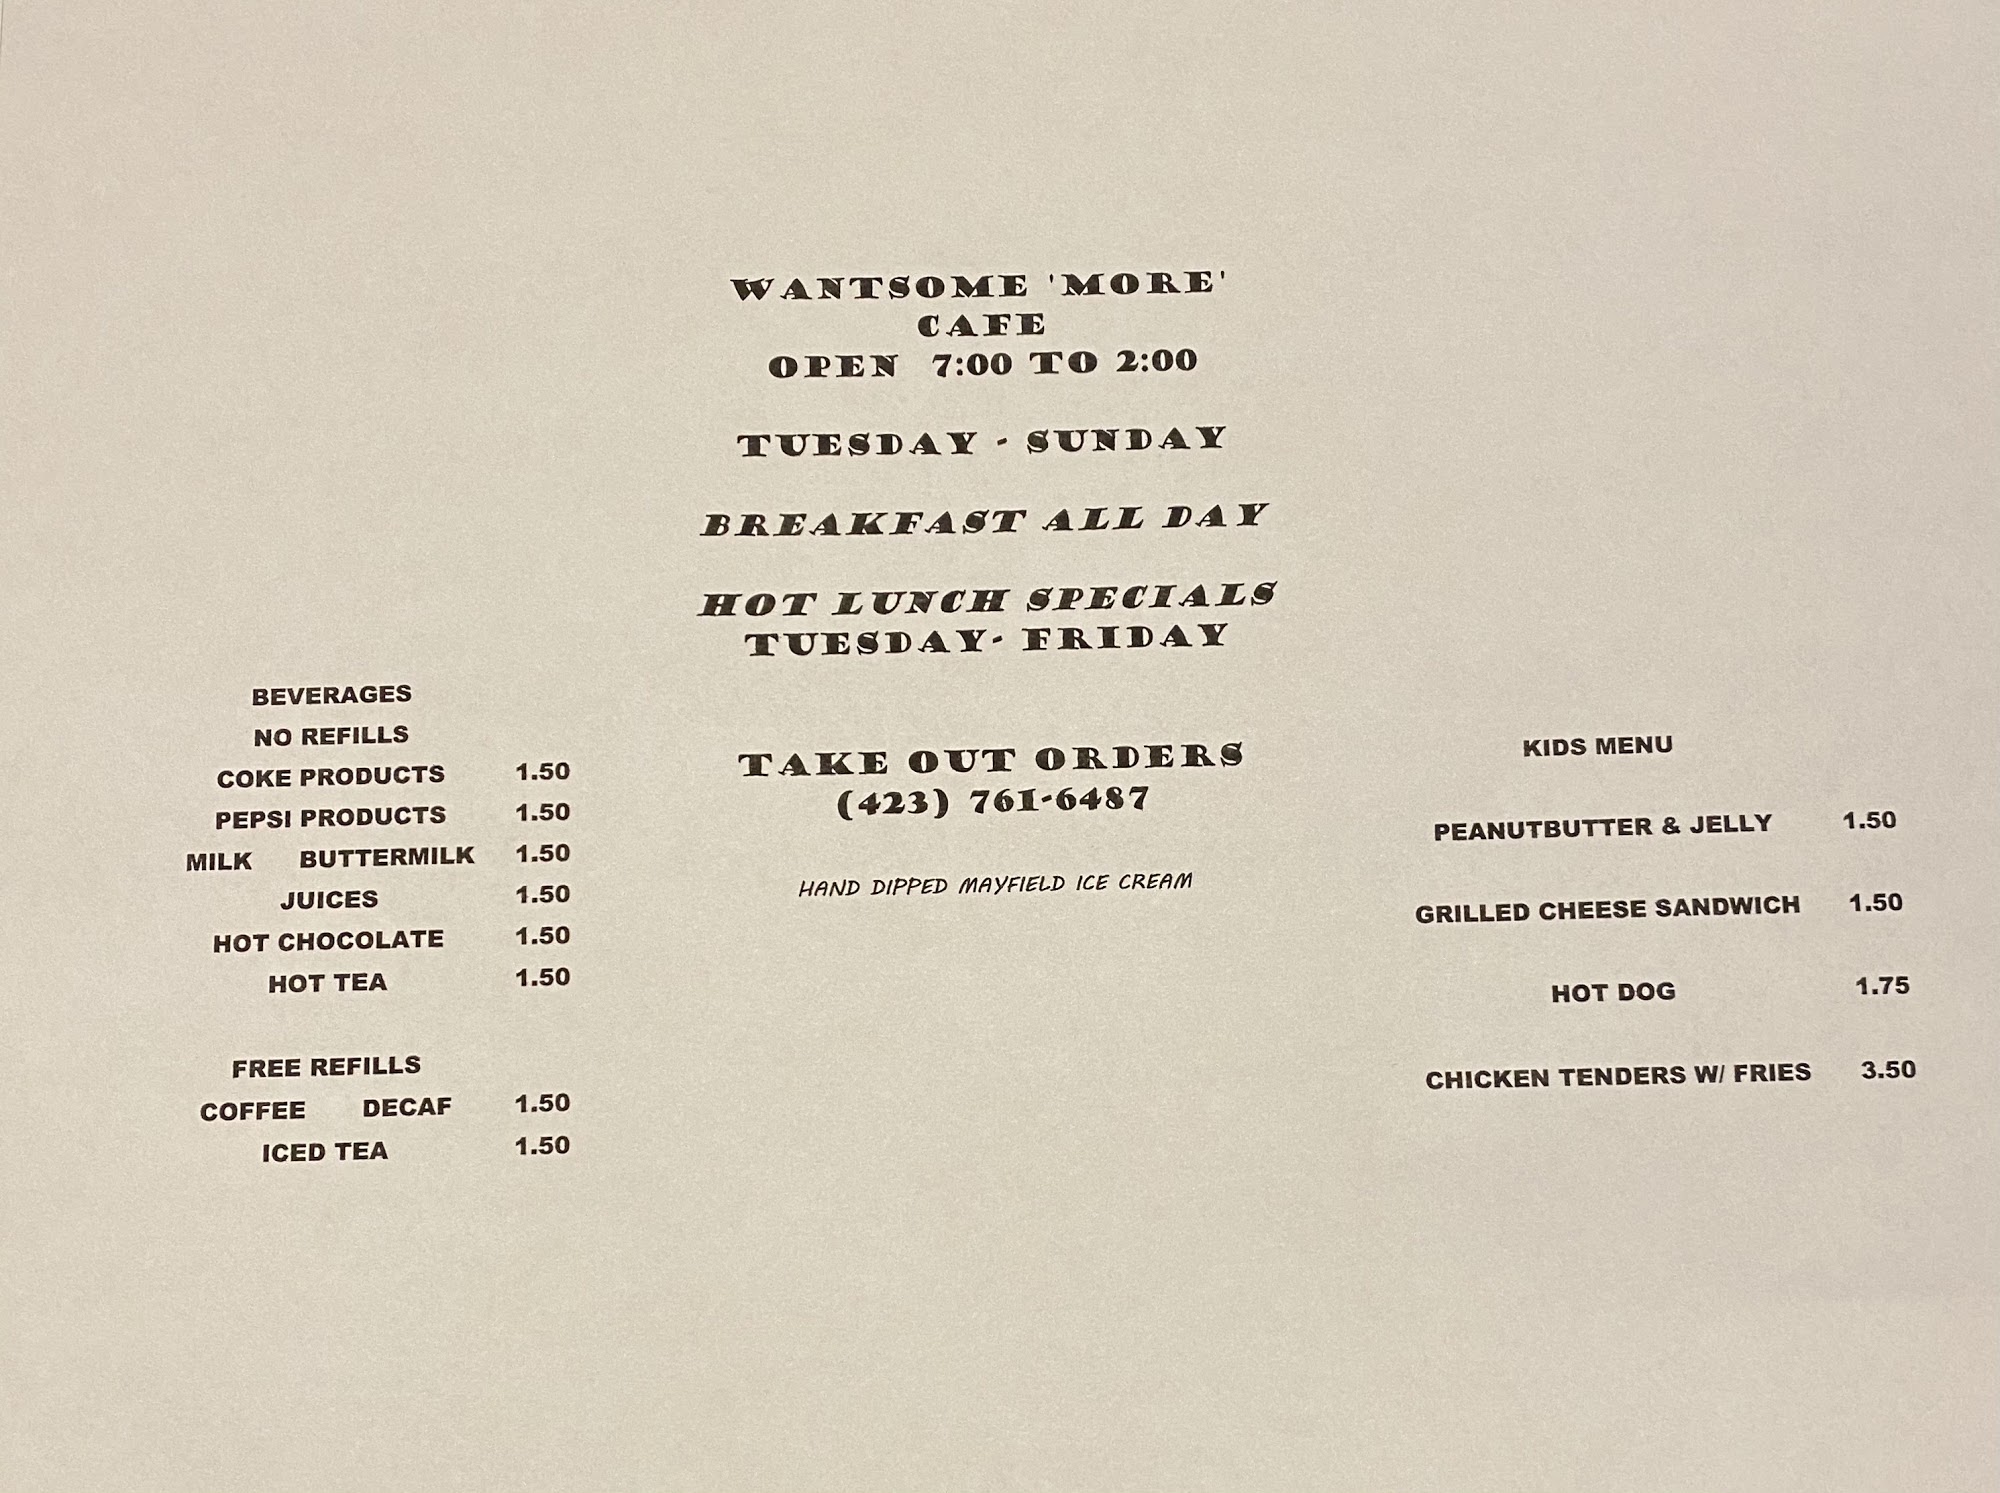 WANTSOME 'MORE'
CAFE
OPEN 7:00 TO 2:00
TUESDAY - SUNDAY
BREAKFAST ALL DAY
HOT LUNCH SPECIALS
TUESDAY- FRIDAY
TAKE OUT ORDERS
(423) 761-6487
HAND DIPPED MAYFIELD ICE CREAM
BEVERAGES
NO REFILLS
COKE PRODUCTS 1.50
PEPSI PRODUCTS 1.50
MILK BUTTERMILK 1.50
JUICES 1.50
HOT CHOCOLATE 1.50
HOT TEA 1.50
FREE REFILLS
COFFEE DECAF 1.50
ICED TEA 1.50
KIDS MENU
PEANUTBUTTER & JELLY 1.50
GRILLED CHEESE SANDWICH 1.50
HOT DOG 1.75
CHICKEN TENDERS W/ FRIES 3.50